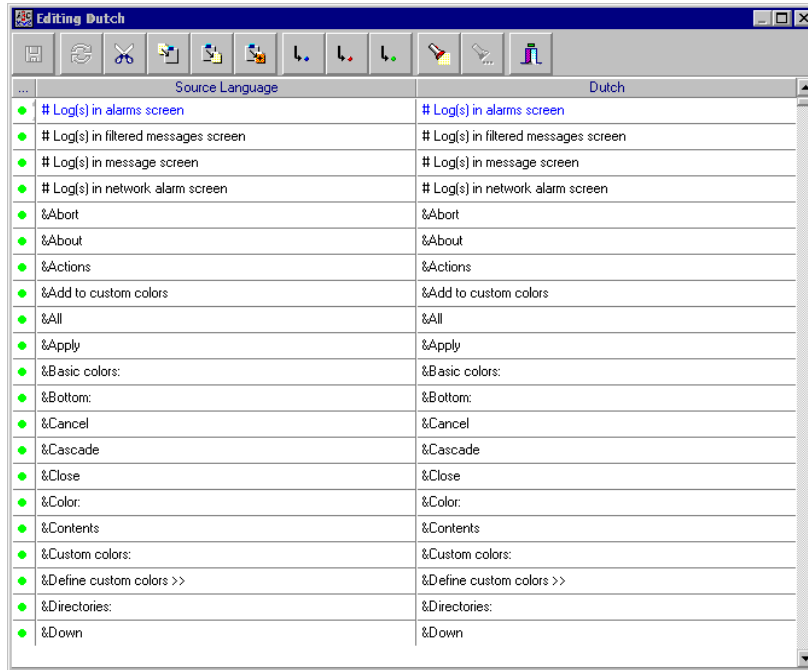 Editing Dutch
... Source Language Dutch
# Log(s) in alarms screen # Log(s) in alarms screen
# Log(s) in filtered messages screen # Log(s) in filtered messages screen
# Log(s) in message screen # Log(s) in message screen
# Log(s) in network alarm screen # Log(s) in network alarm screen
&Abort &Abort
&About &About
&Actions &Actions
&Add to custom colors &Add to custom colors
&All &All
&Apply &Apply
&Basic colors: &Basic colors:
&Bottom: &Bottom:
&Cancel &Cancel
&Cascade &Cascade
&Close &Close
&Color: &Color:
&Contents &Contents
&Custom colors: &Custom colors:
&Define custom colors >> &Define custom colors >>
&Directories: &Directories:
&Down &Down